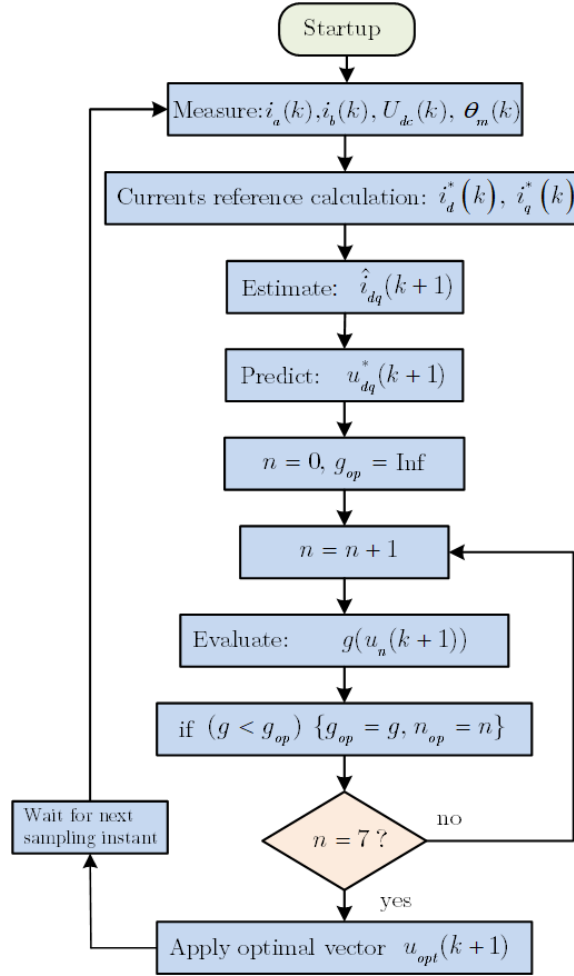 Startup
Measure: i_a(k), i_b(k), U_dc(k), θ_m(k)
Currents reference calculation: i_d^*(k), i_q^*(k)
Estimate: î_dq(k+1)
Predict: u_dq^*(k+1)
n = 0, g_op = Inf
n = n + 1
Evaluate: g(u_n(k+1))
if (g < g_op) {g_op = g, n_op = n}
n = 7 ?
no
yes
Apply optimal vector u_opt(k+1)
Wait for next
sampling instant